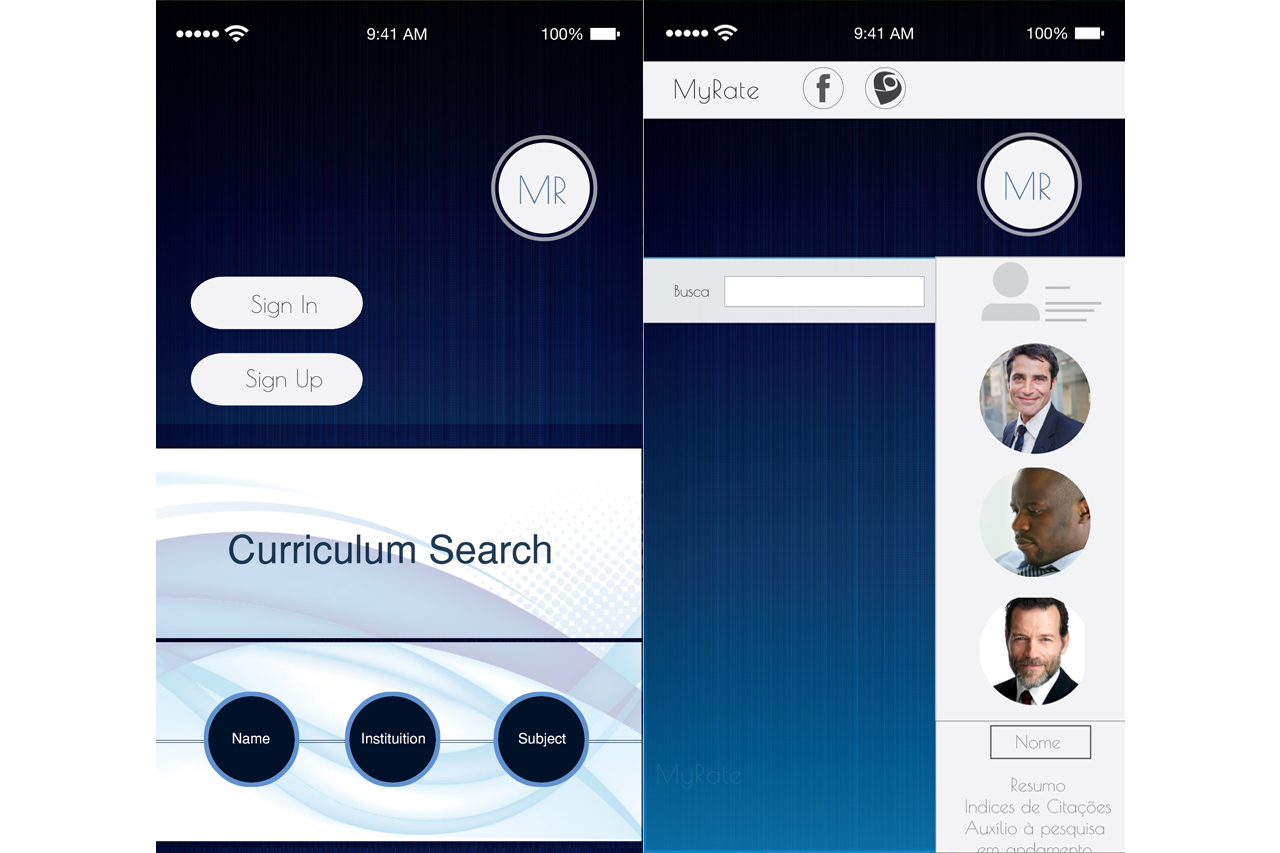 9:41 AM
100%
MR
Sign In
Sign Up
Curriculum Search
Name
Instituition
Subject
9:41 AM
100%
MyRate
f
MR
Busca
Nome
Resumo
Indices de Citações
Auxílio à pesquisa
em andamento
MyRate